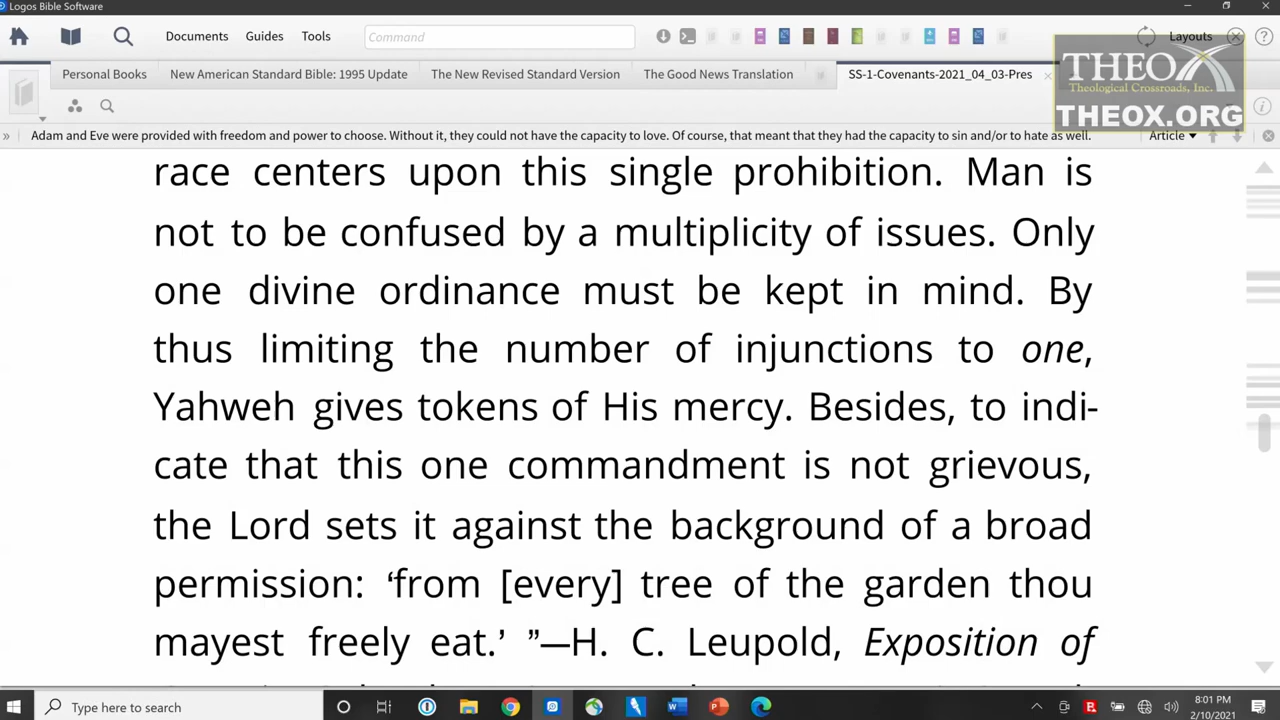 Logos Bible Software
Documents Guides Tools Command Layouts
Personal Books New American Standard Bible: 1995 Update The New Revised Standard Version The Good News Translation SS-1-Covenants-2021_04_03-Pres
THEOX
Theological Crossroads, Inc.
THEOX.ORG
» Adam and Eve were provided with freedom and power to choose. Without it, they could not have the capacity to love. Of course, that meant that they had the capacity to sin and/or to hate as well. Article
race centers upon this single prohibition. Man is
not to be confused by a multiplicity of issues. Only
one divine ordinance must be kept in mind. By
thus limiting the number of injunctions to one,
Yahweh gives tokens of His mercy. Besides, to indi-
cate that this one commandment is not grievous,
the Lord sets it against the background of a broad
permission: ‘from [every] tree of the garden thou
mayest freely eat.’ ”—H. C. Leupold, Exposition of
Type here to search
8:01 PM
2/10/2021